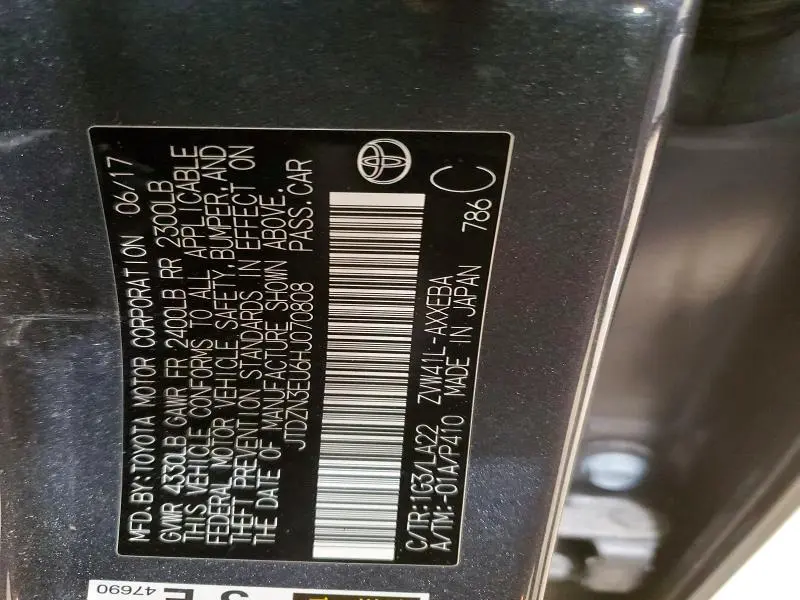 MFD. BY: TOYOTA MOTOR CORPORATION 06/17
GVWR 4330LB GAWR FR 2400LB RR 2300LB
THIS VEHICLE CONFORMS TO ALL APPLICABLE
FEDERAL MOTOR VEHICLE SAFETY, BUMPER, AND
THEFT PREVENTION STANDARDS IN EFFECT ON
THE DATE OF MANUFACTURE SHOWN ABOVE.
JTDZN3EU6HJ070808 PASS. CAR
C/TR:1G3/LA22 ZVW41L-AXXEBA
A/TM:-01A/P410 MADE IN JAPAN 786 C
47690